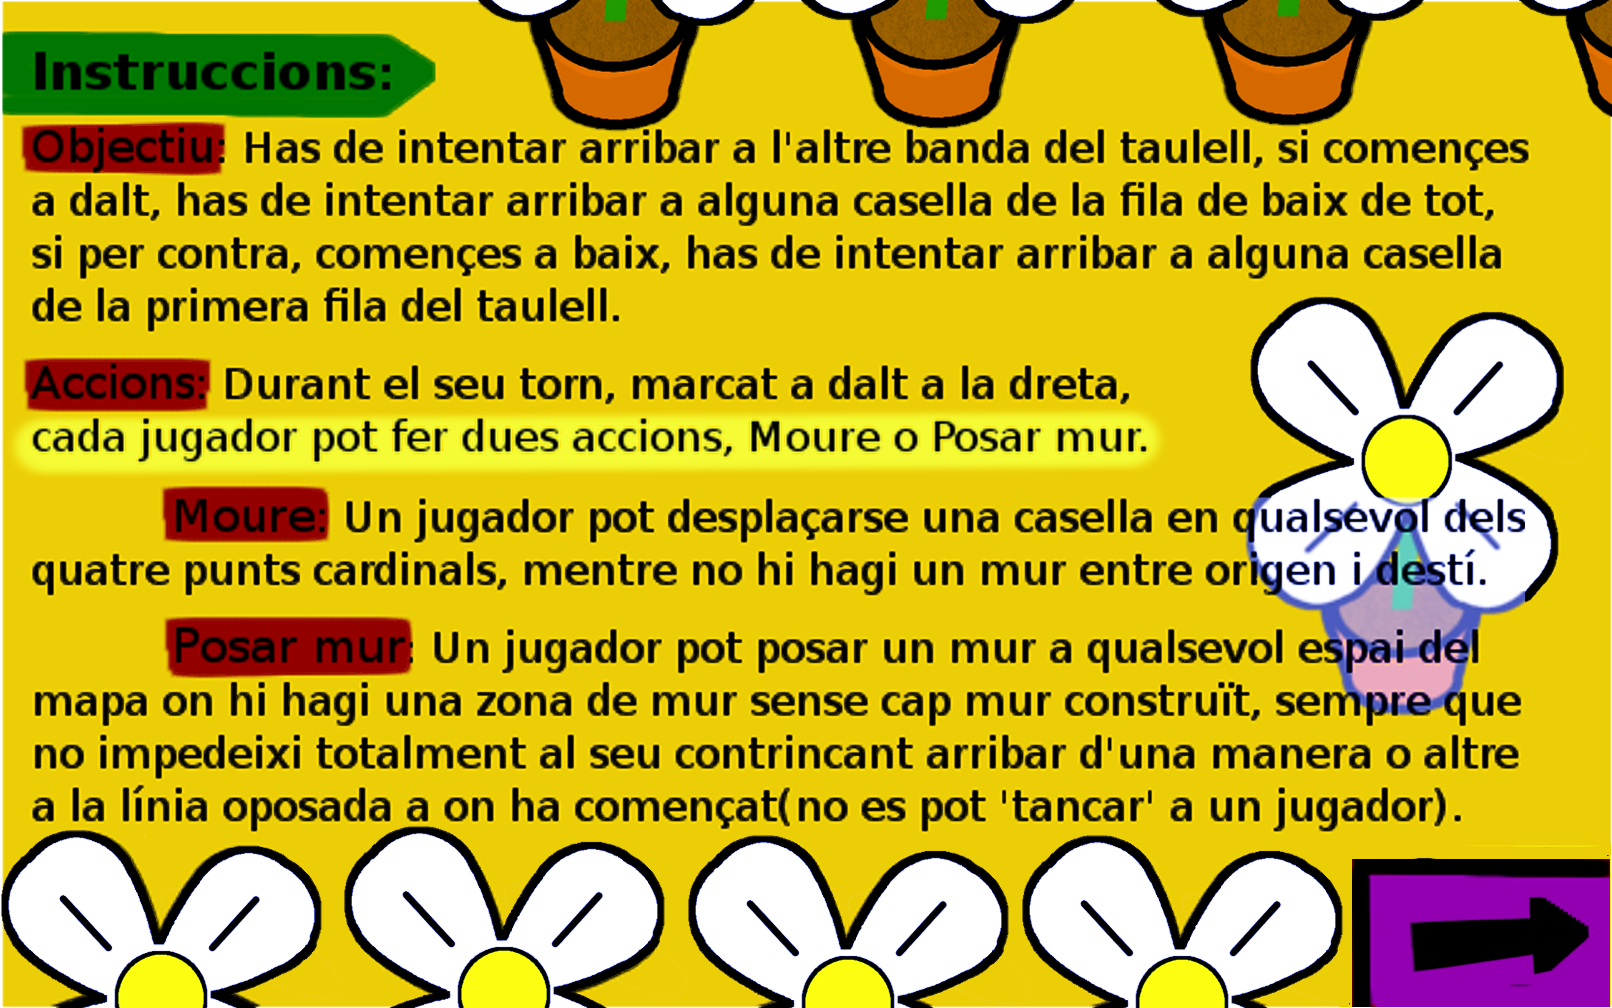 Instruccions:
Objectiu: Has de intentar arribar a l'altre banda del taulell, si començes
a dalt, has de intentar arribar a alguna casella de la fila de baix de tot,
si per contra, començes a baix, has de intentar arribar a alguna casella
de la primera fila del taulell.
Accions: Durant el seu torn, marcat a dalt a la dreta,
cada jugador pot fer dues accions, Moure o Posar mur.
Moure: Un jugador pot desplaçarse una casella en qualsevol dels
quatre punts cardinals, mentre no hi hagi un mur entre origen i destí.
Posar mur: Un jugador pot posar un mur a qualsevol espai del
mapa on hi hagi una zona de mur sense cap mur construït, sempre que
no impedeixi totalment al seu contrincant arribar d'una manera o altre
a la línia oposada a on ha començat(no es pot 'tancar' a un jugador).